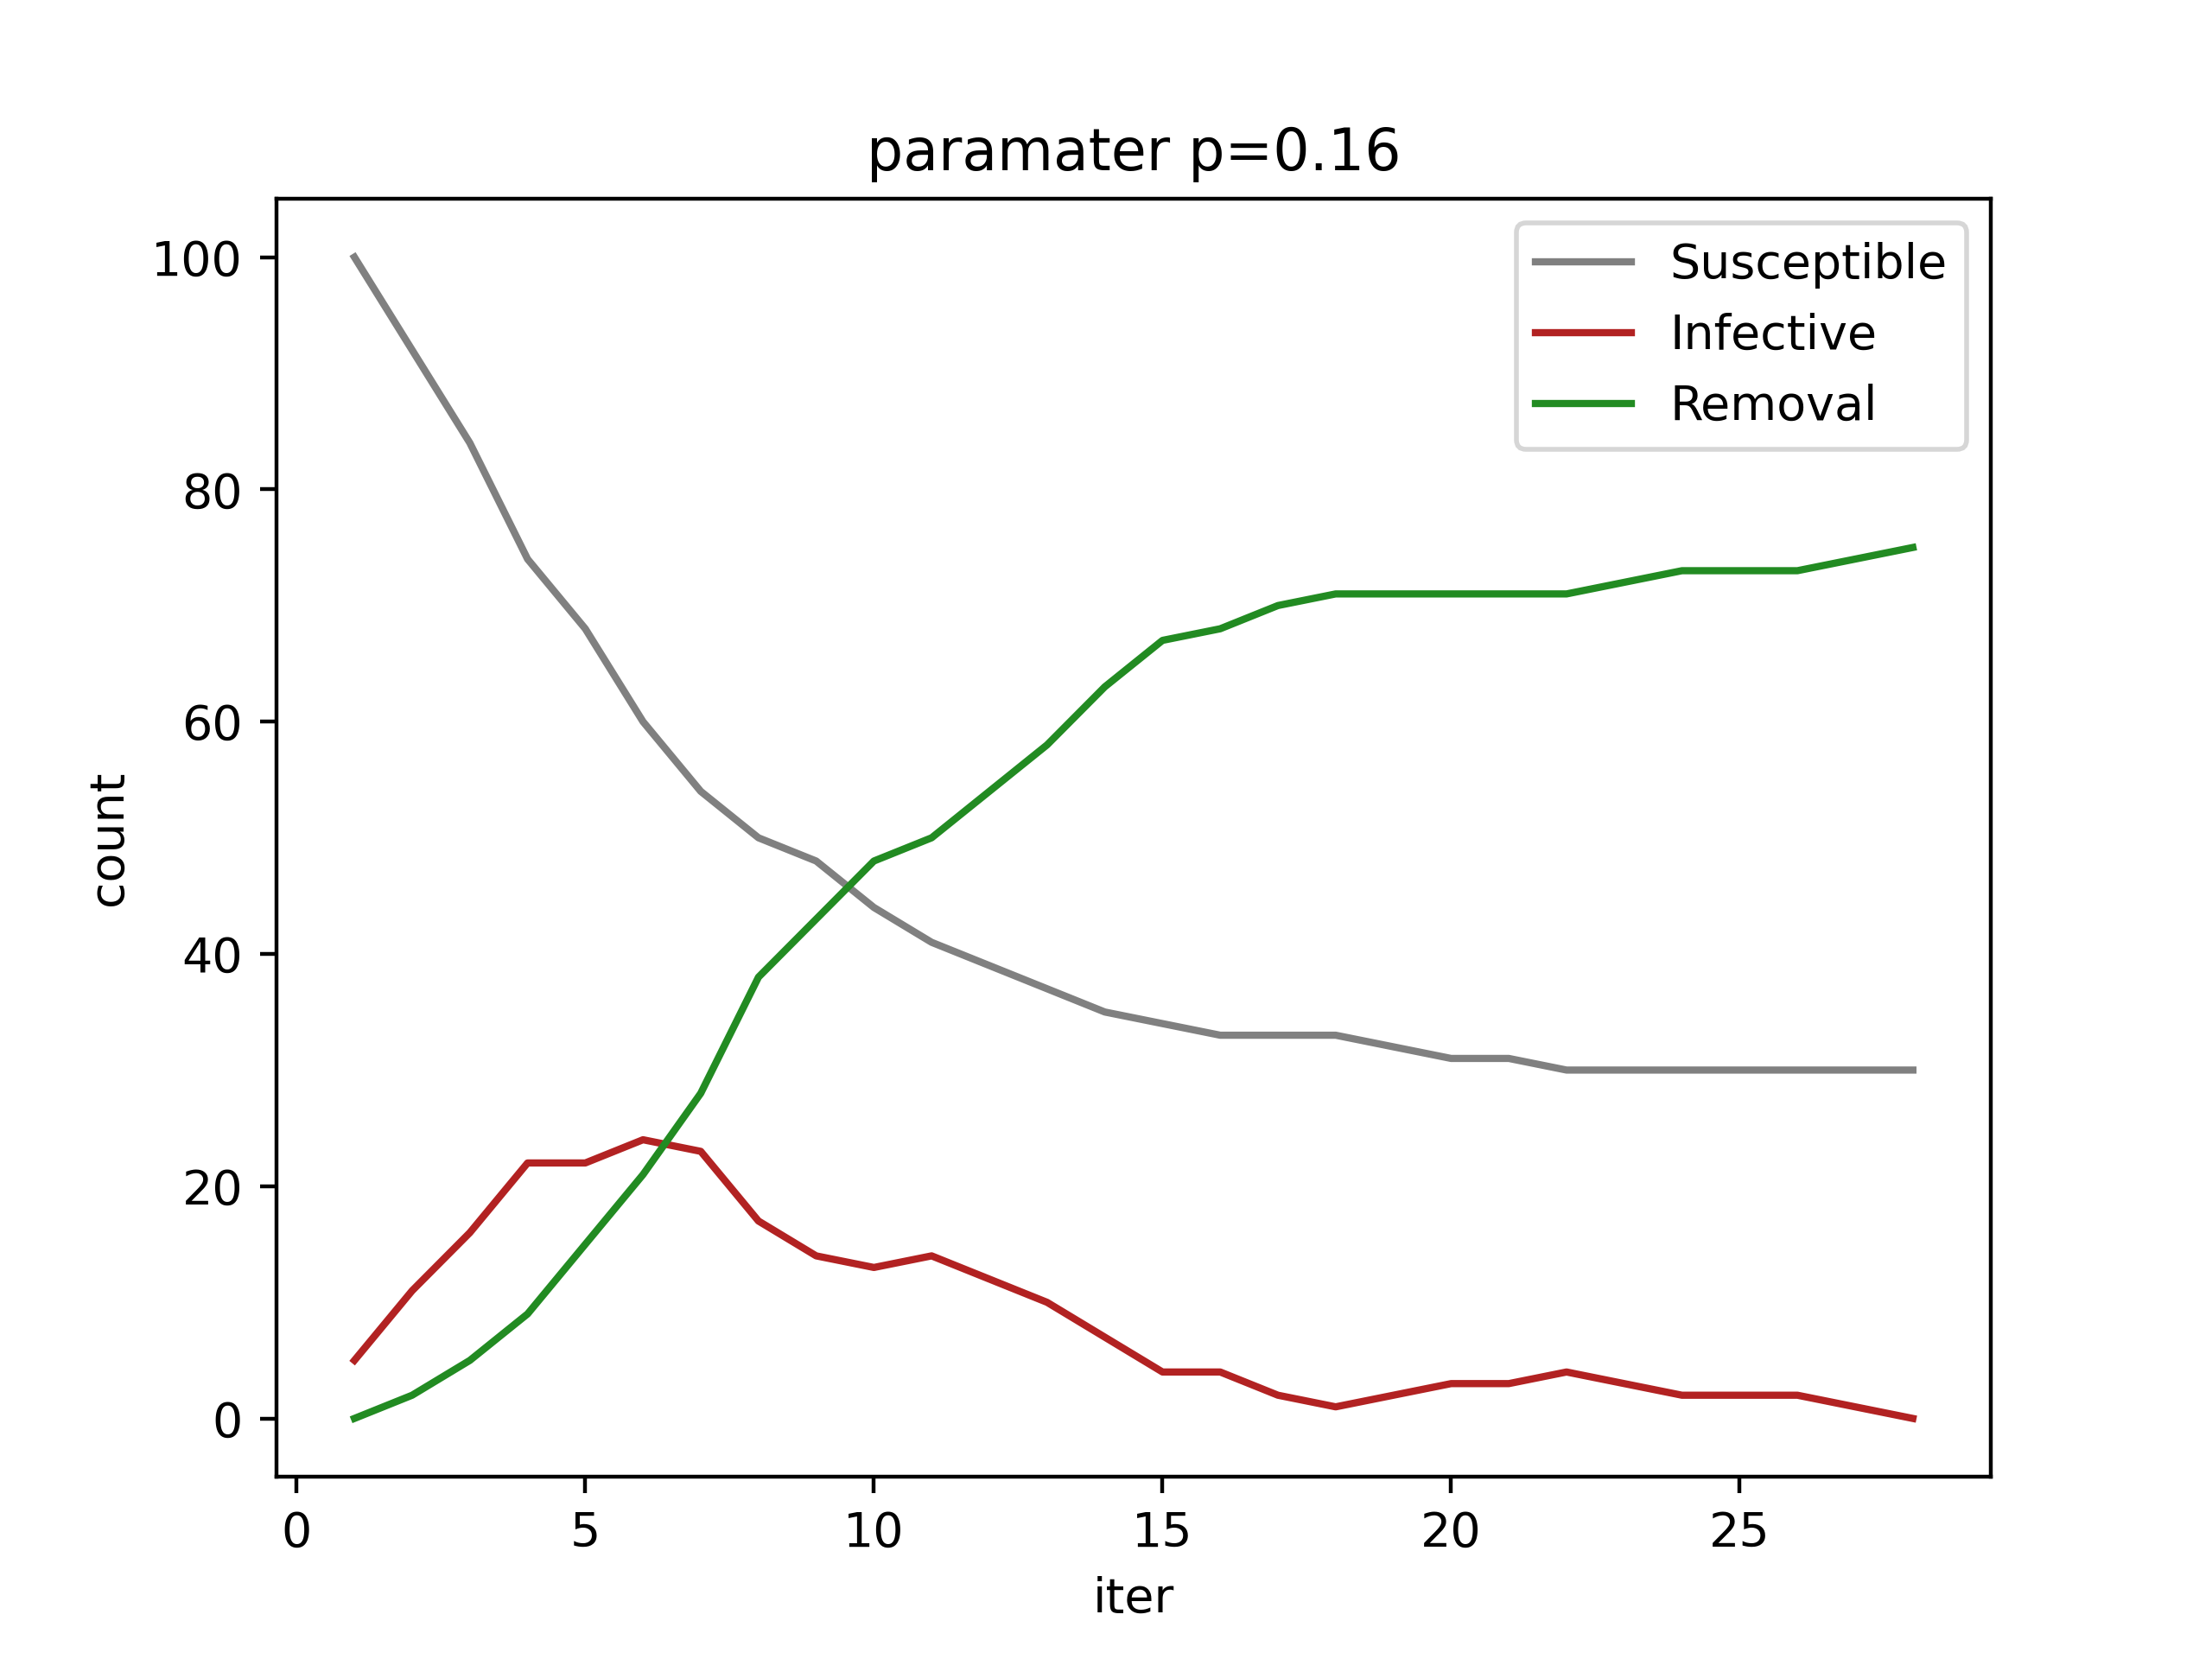 paramater p=0.16
Susceptible
Infective
Removal
100
80
60
40
20
0
count
0 5 10 15 20 25
iter